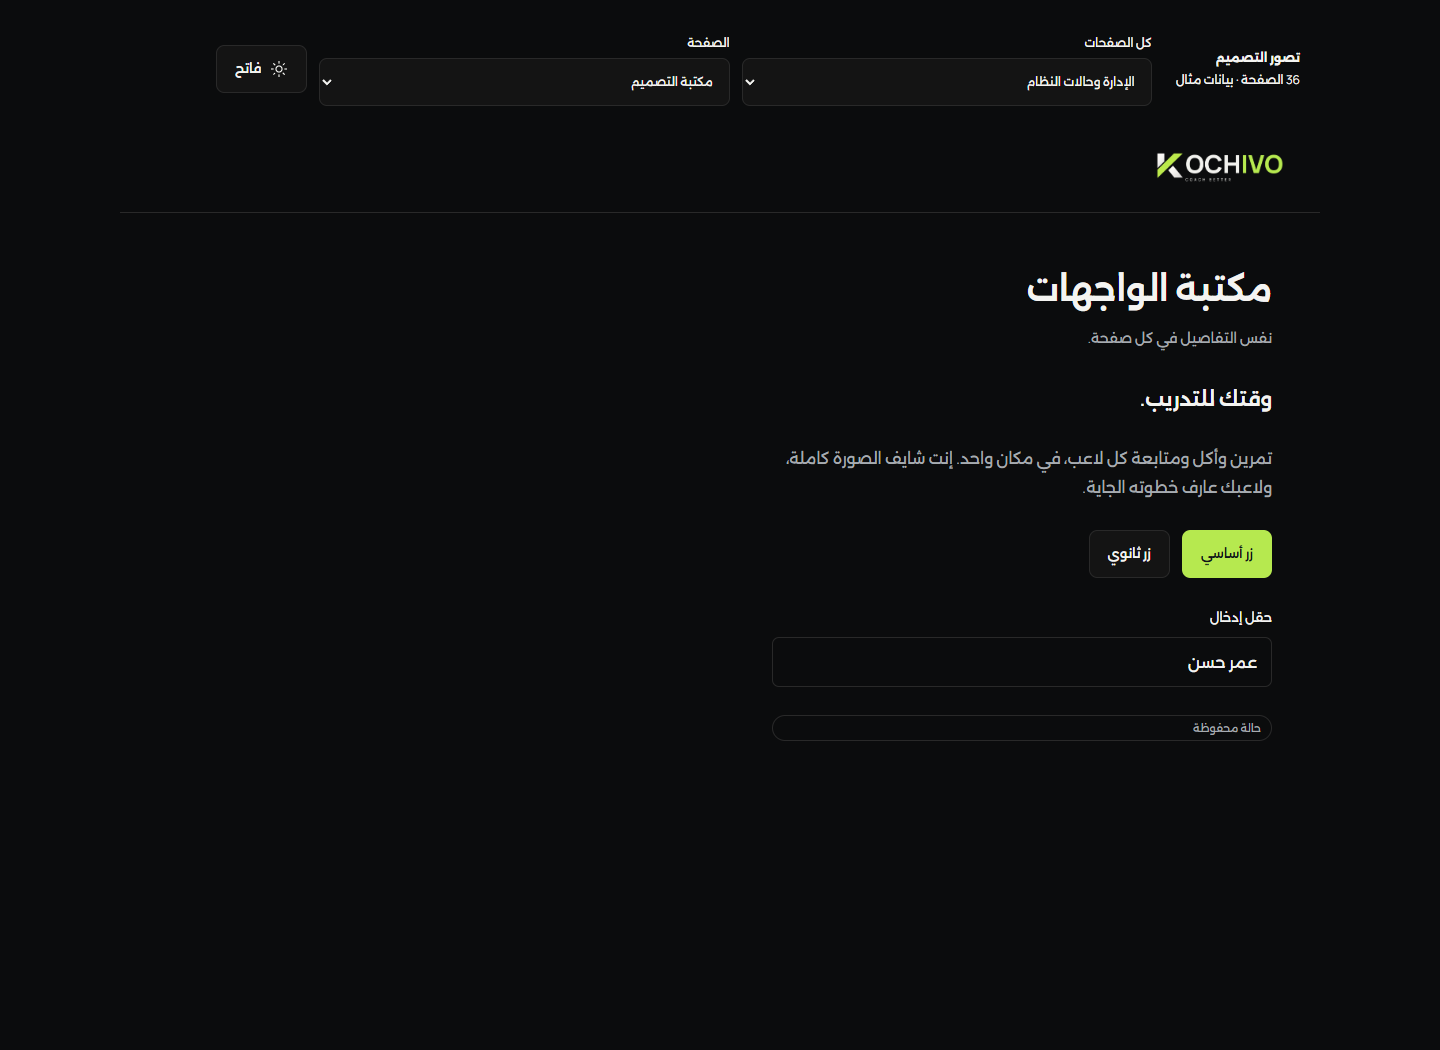 تصور التصميم
36 الصفحة · بيانات مثال
كل الصفحات
الإدارة وحالات النظام
الصفحة
مكتبة التصميم
فاتح
KOCHIVO
COACH BETTER
مكتبة الواجهات
نفس التفاصيل في كل صفحة.
وقتك للتدريب.
تمرين وأكل ومتابعة كل لاعب، في مكان واحد. إنت شايف الصورة كاملة،
ولاعبك عارف خطوته الجاية.
زر أساسي
زر ثانوي
حقل إدخال
عمر حسن
حالة محفوظة